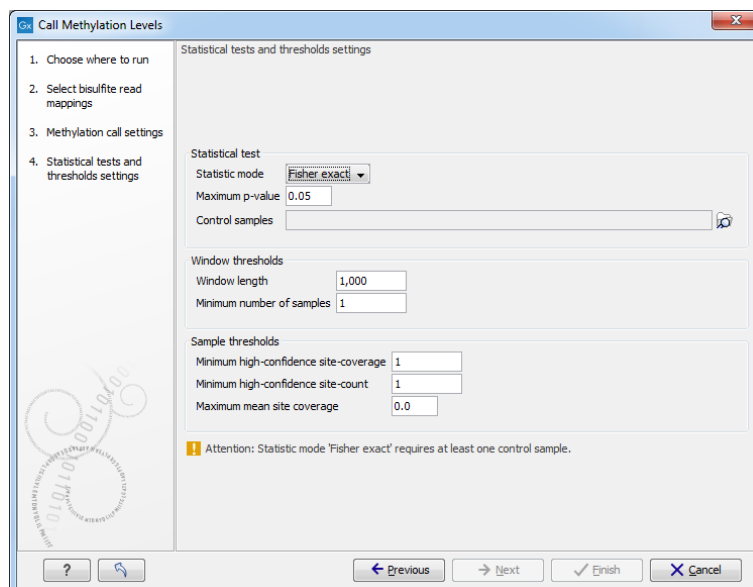 Gx Call Methylation Levels
1. Choose where to run
2. Select bisulfite read
mappings
3. Methylation call settings
4. Statistical tests and
thresholds settings
Statistical tests and thresholds settings
Statistical test
Statistic mode Fisher exact
Maximum p-value 0.05
Control samples
Window thresholds
Window length 1,000
Minimum number of samples 1
Sample thresholds
Minimum high-confidence site-coverage 1
Minimum high-confidence site-count 1
Maximum mean site coverage 0.0
Attention: Statistic mode 'Fisher exact' requires at least one control sample.
? Previous Next Finish Cancel